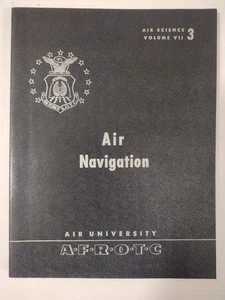 AIR SCIENCE
VOLUME VII 3
Air
Navigation
AIR UNIVERSITY
A·F·R·O·T·C